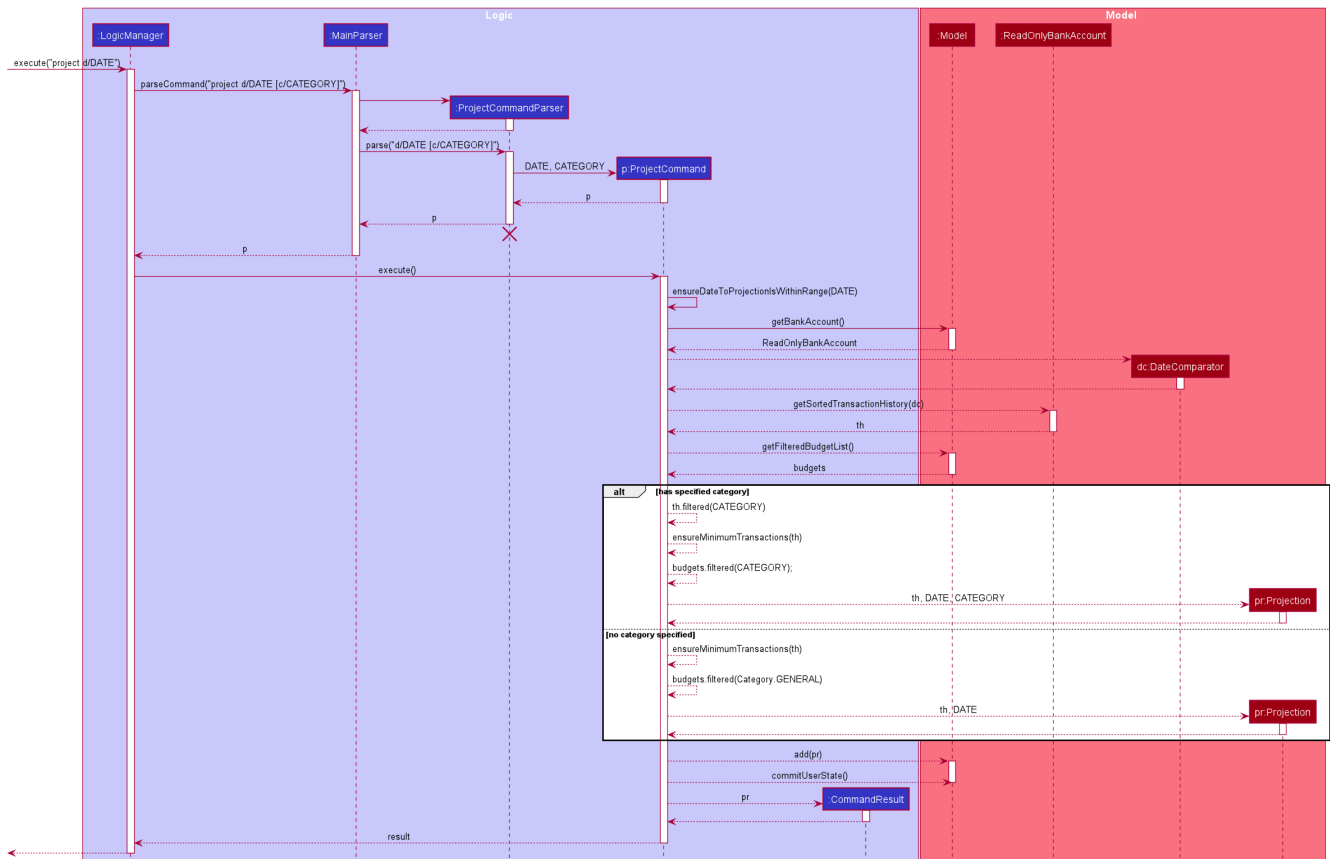 Logic
Model
:LogicManager
:MainParser
:Model
:ReadOnlyBankAccount
execute("project d/DATE")
parseCommand("project d/DATE [c/CATEGORY]")
:ProjectCommandParser
parse("d/DATE [c/CATEGORY]")
DATE, CATEGORY
p:ProjectCommand
p
p
p
execute()
ensureDateToProjectionIsWithinRange(DATE)
getBankAccount()
ReadOnlyBankAccount
dc:DateComparator
getSortedTransactionHistory(dc)
th
getFilteredBudgetList()
budgets
alt
[has specified category]
th.filtered(CATEGORY)
ensureMinimumTransactions(th)
budgets.filtered(CATEGORY);
th, DATE, CATEGORY
pr:Projection
[no category specified]
ensureMinimumTransactions(th)
budgets.filtered(Category.GENERAL)
th, DATE
pr:Projection
add(pr)
commitUserState()
pr
:CommandResult
result